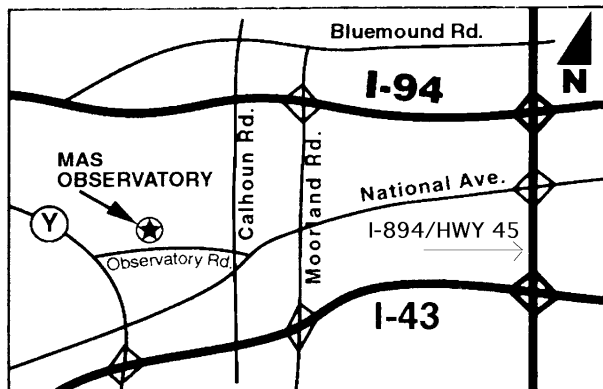 Bluemound Rd.
N
I-94
Calhoun Rd.
Moorland Rd.
MAS
OBSERVATORY
National Ave.
Y
I-894/HWY 45
Observatory Rd.
I-43